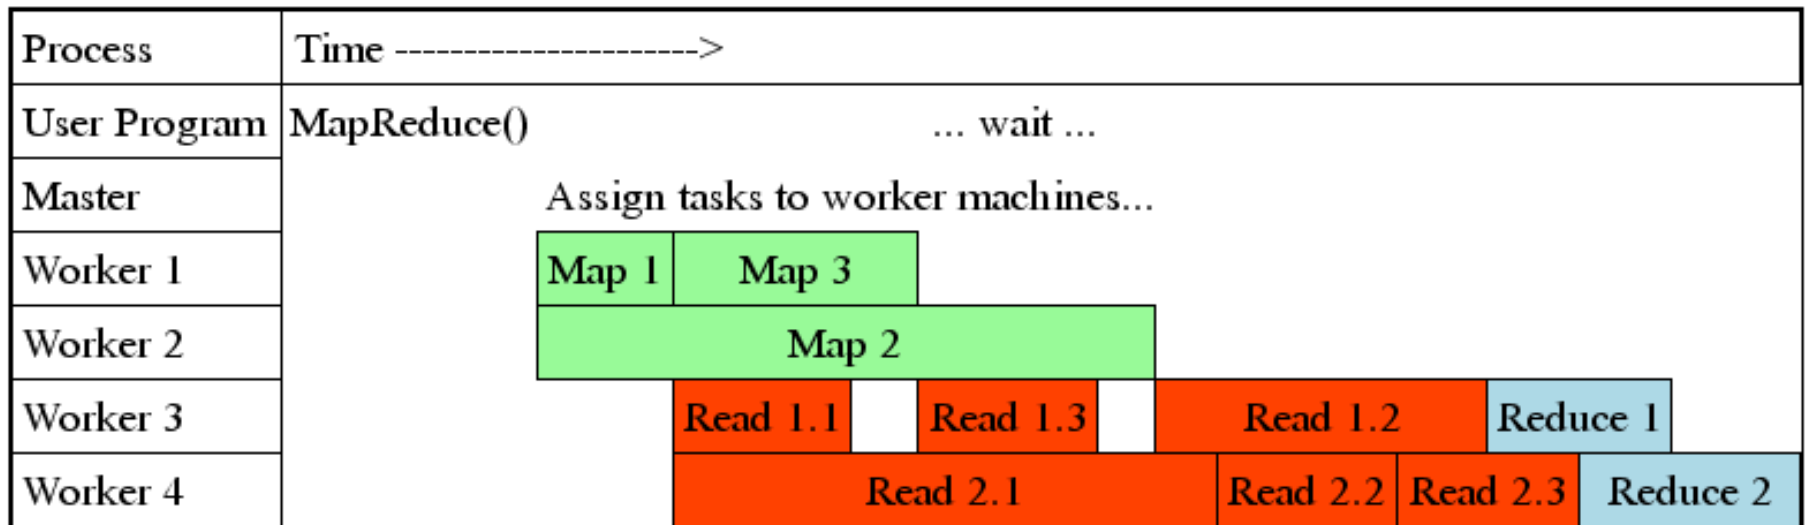 Process Time ---------------------->
User Program MapReduce() ... wait ...
Master Assign tasks to worker machines...
Worker 1 Map 1 Map 3
Worker 2 Map 2
Worker 3 Read 1.1 Read 1.3 Read 1.2 Reduce 1
Worker 4 Read 2.1 Read 2.2 Read 2.3 Reduce 2